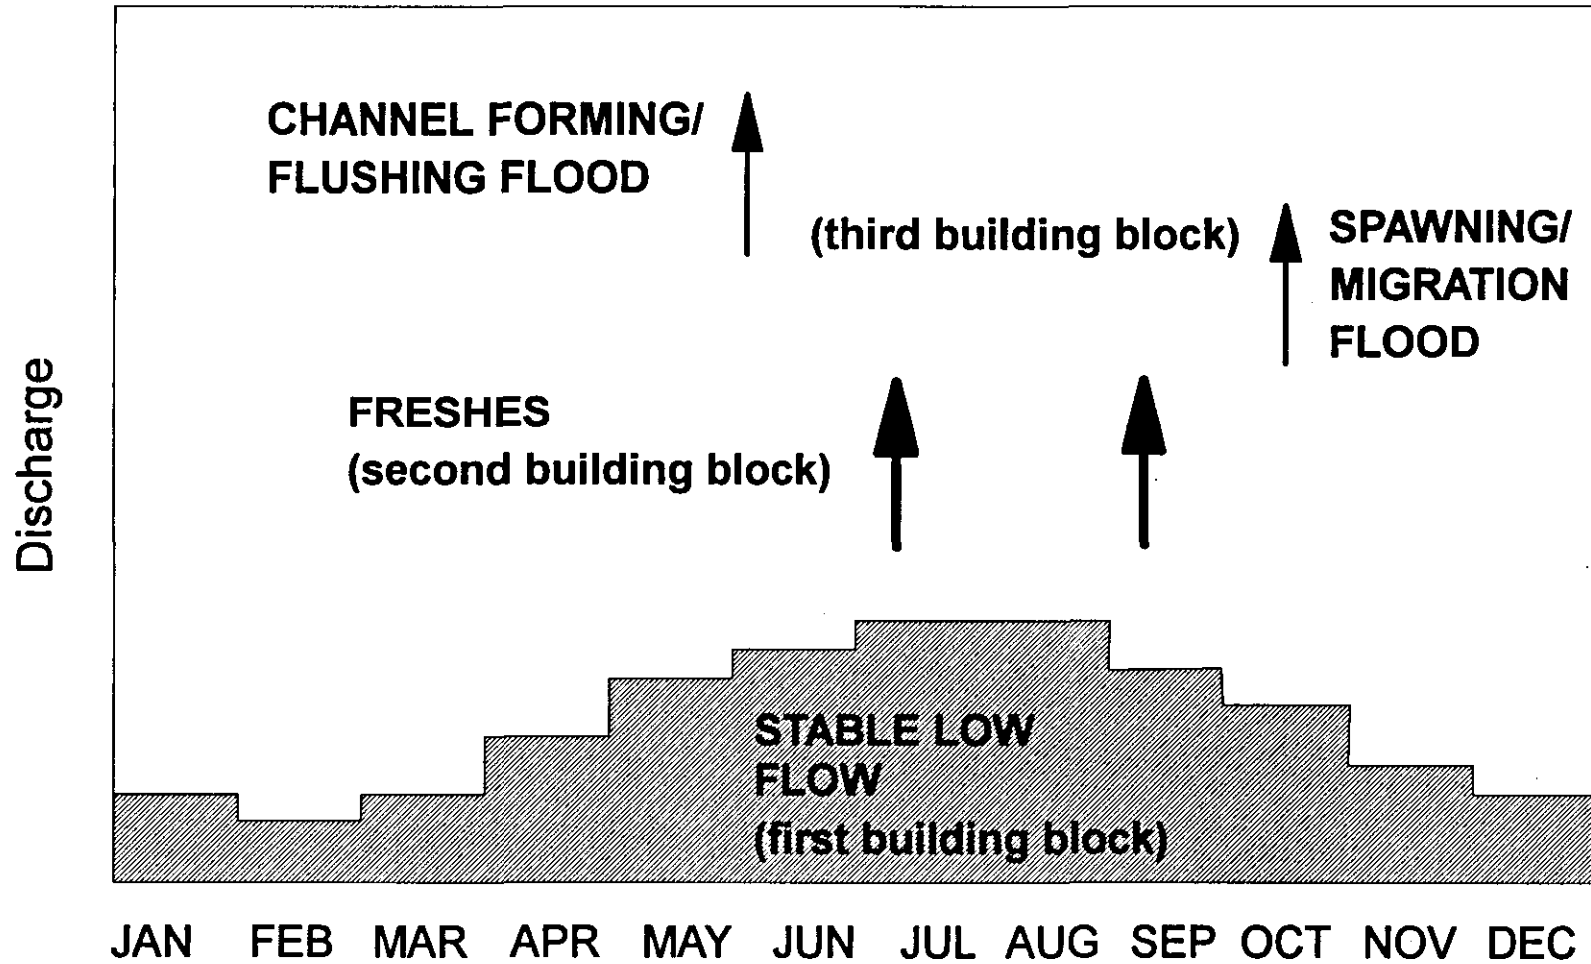 CHANNEL FORMING/
FLUSHING FLOOD
(third building block)
SPAWNING/
MIGRATION
FLOOD
FRESHES
(second building block)
Discharge
STABLE LOW
FLOW
(first building block)
JAN FEB MAR APR MAY JUN JUL AUG SEP OCT NOV DEC